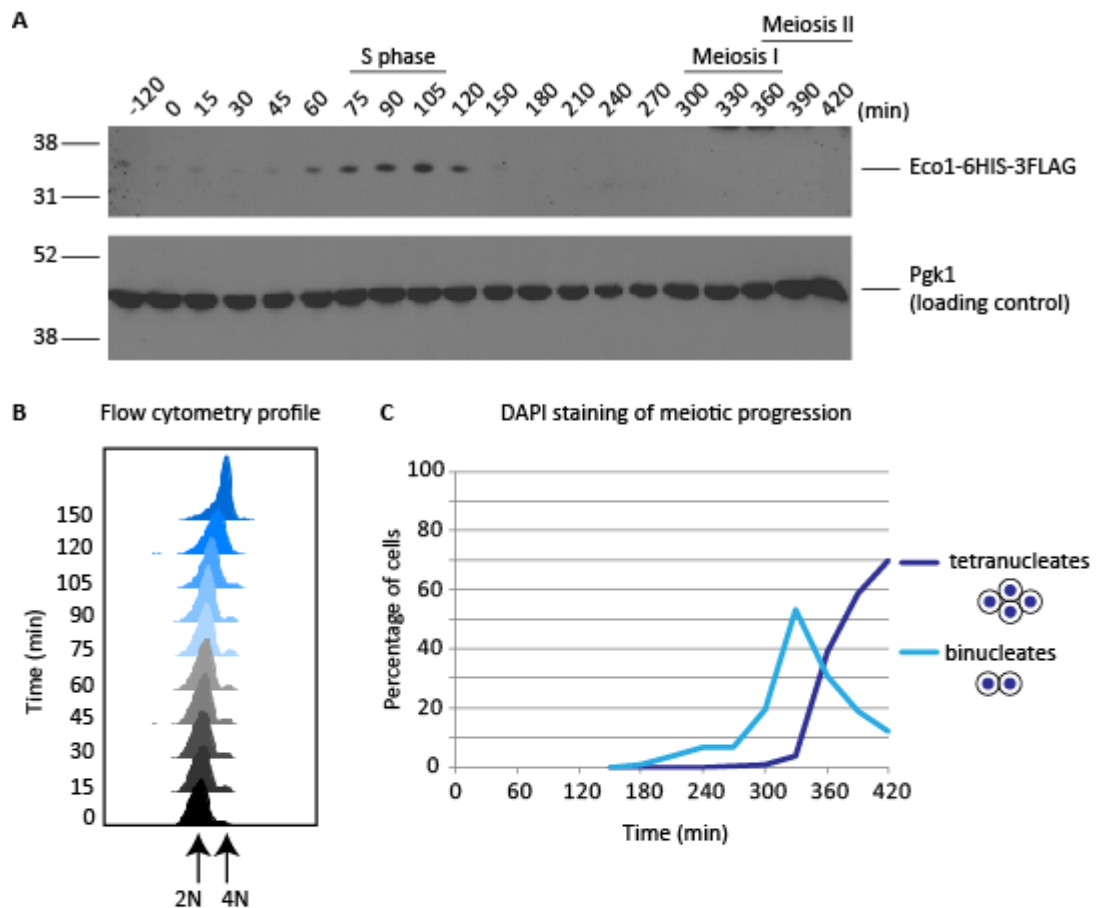 A
Meiosis II
S phase
Meiosis I
-120 0 15 30 45 60 75 90 105 120 150 180 210 240 270 300 330 360 390 420 (min)
38
Eco1-6HIS-3FLAG
31
52
Pgk1
(loading control)
38
B
Flow cytometry profile
150
120
105
90
75
60
45
30
15
0
Time (min)
2N 4N
C
DAPI staining of meiotic progression
100
80
60
40
20
0
Percentage of cells
0 60 120 180 240 300 360 420
Time (min)
tetranucleates
binucleates